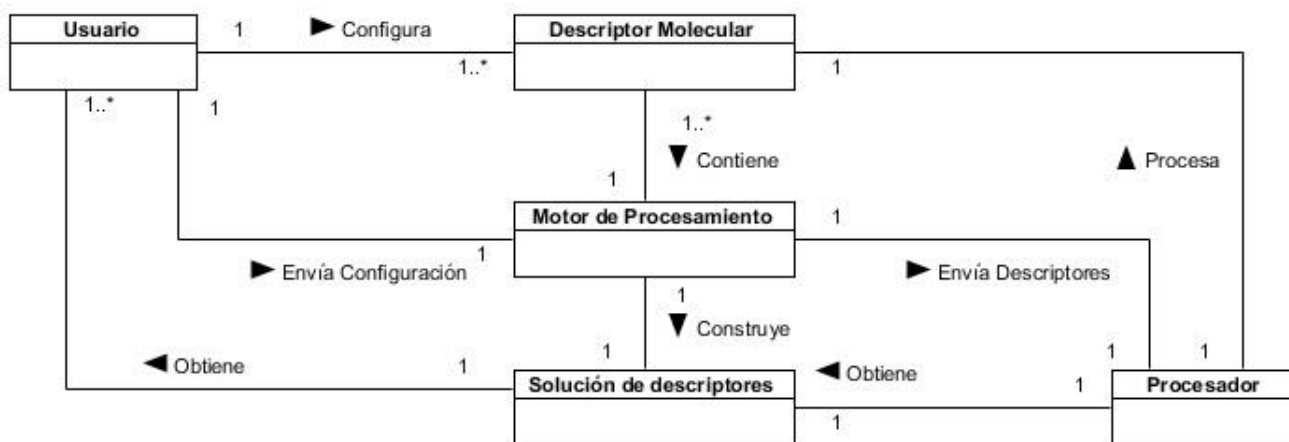 Usuario
1
Configura
1..*
Descriptor Molecular
1
1..*
1
1..*
Contiene
Procesa
1
Motor de Procesamiento
1
1
Envía Configuración
Envía Descriptores
1
Construye
1
1
1
Obtiene
1
Solución de descriptores
Obtiene
1
1
Procesador